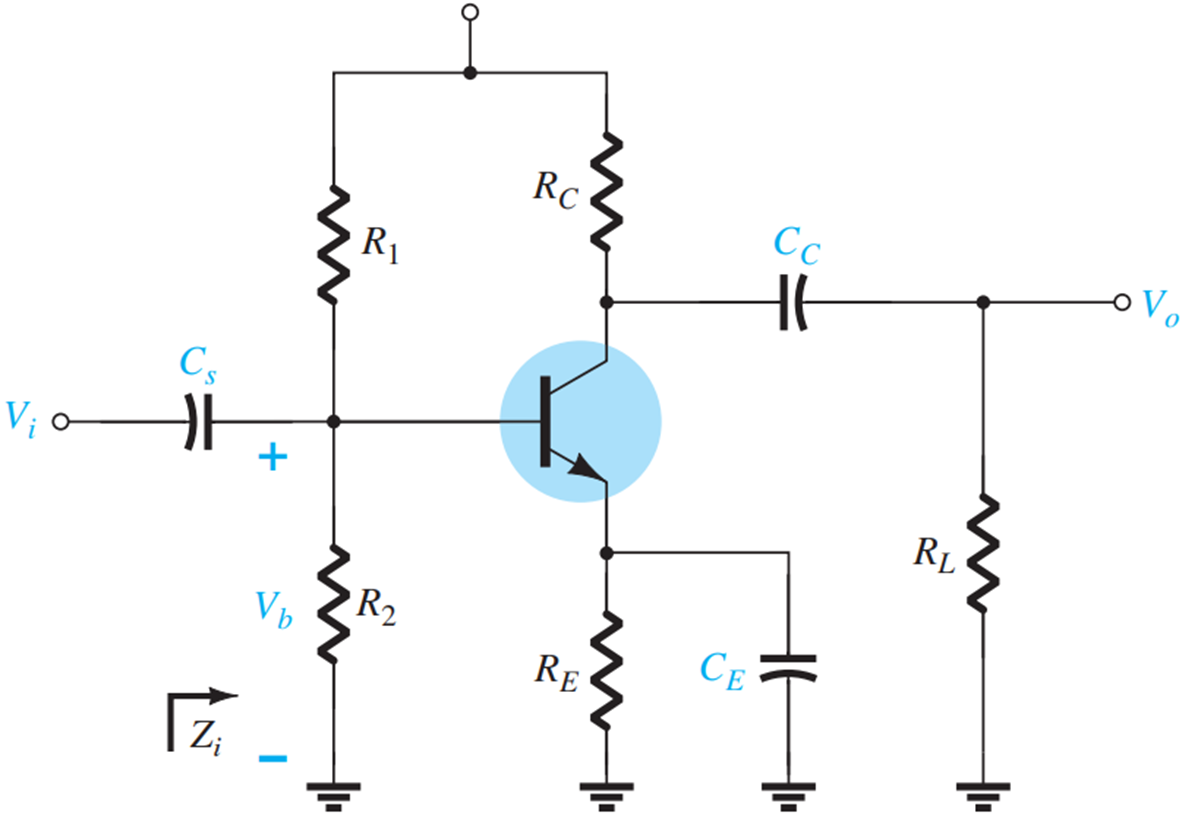 R_C
R_1
C_C
V_o
C_s
V_i
+
R_L
V_b
R_2
R_E
C_E
Z_i
−